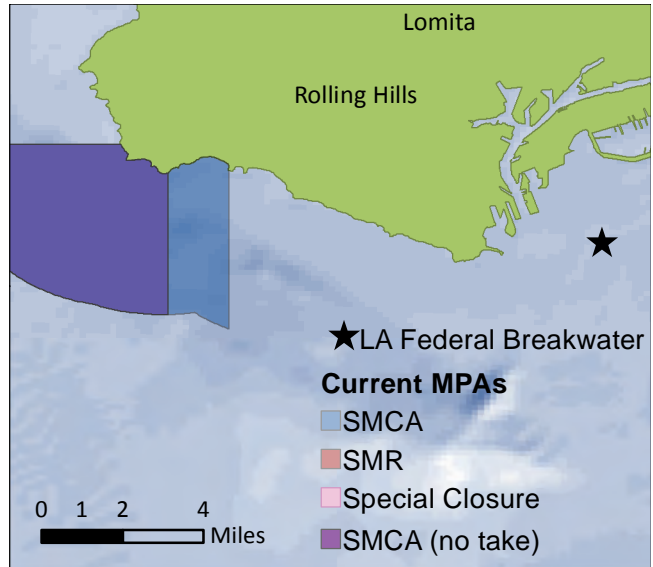 Lomita
Rolling Hills
★LA Federal Breakwater
Current MPAs
SMCA
SMR
Special Closure
SMCA (no take)
0 1 2 4
Miles